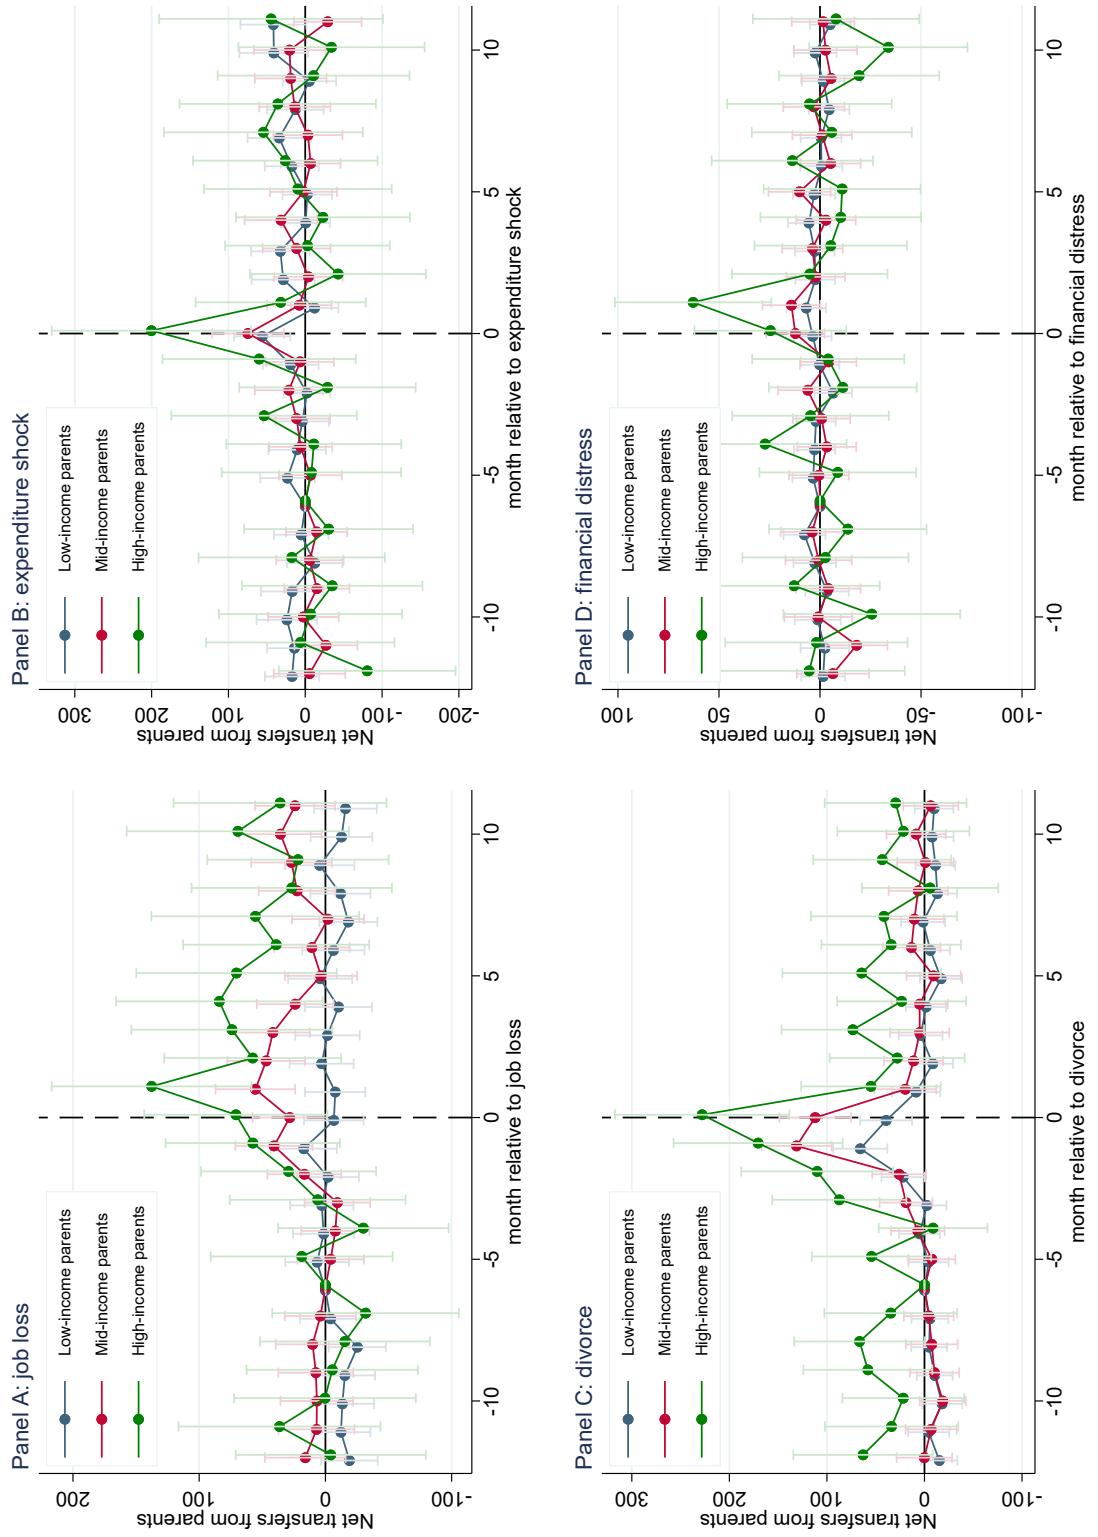 Panel A: job loss
Low-income parents
Mid-income parents
High-income parents
Net transfers from parents
200
100
0
-100
-10
-5
0
5
10
month relative to job loss
Panel B: expenditure shock
Low-income parents
Mid-income parents
High-income parents
Net transfers from parents
300
200
100
0
-100
-200
-10
-5
0
5
10
month relative to expenditure shock
Panel C: divorce
Low-income parents
Mid-income parents
High-income parents
Net transfers from parents
300
200
100
0
-100
-10
-5
0
5
10
month relative to divorce
Panel D: financial distress
Low-income parents
Mid-income parents
High-income parents
Net transfers from parents
100
50
0
-50
-100
-10
-5
0
5
10
month relative to financial distress